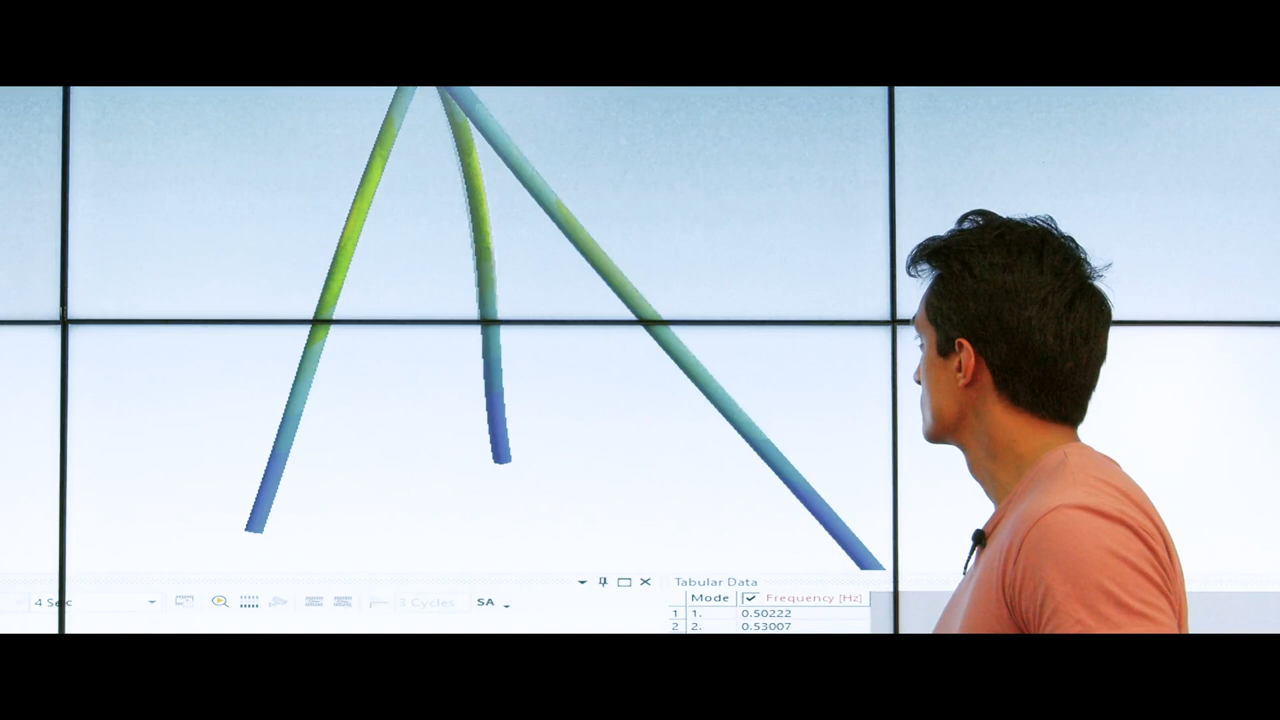 Tabular Data
Mode Frequency [Hz]
4 Sec 3 Cycles SA
1 1. 0.50222
2 2. 0.53007